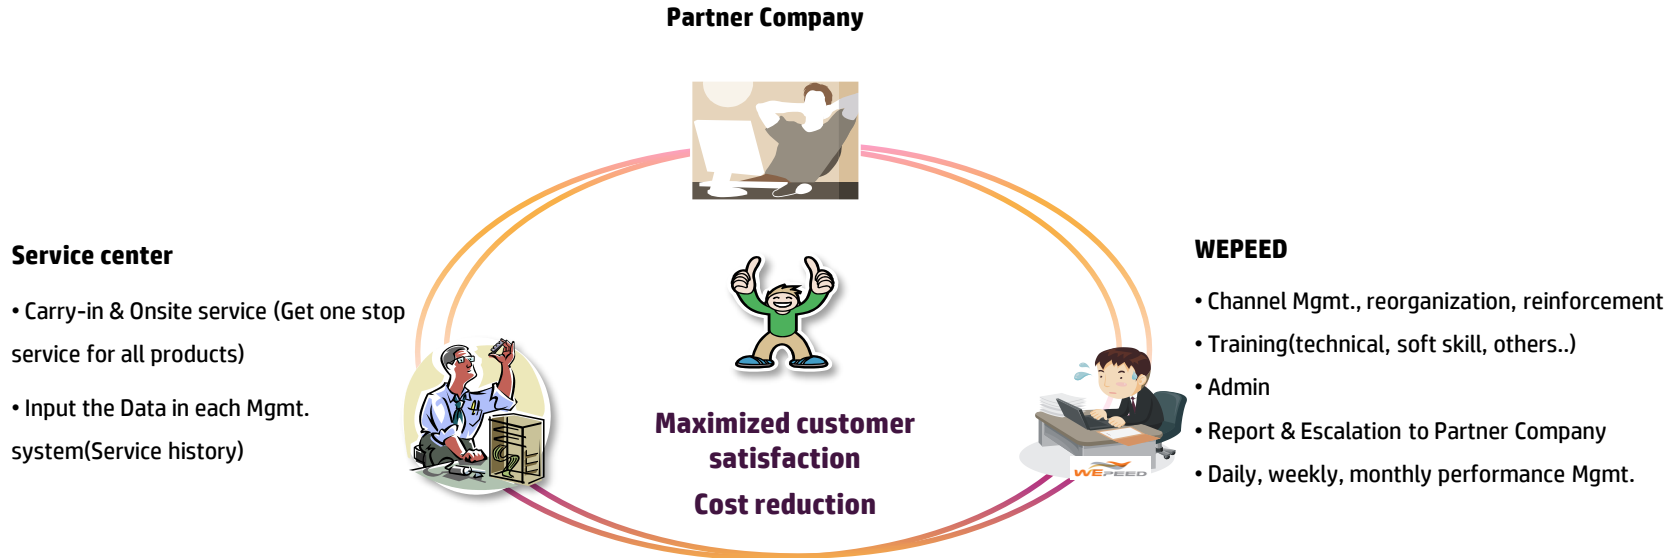 Partner Company
Service center
• Carry-in & Onsite service (Get one stop
service for all products)
• Input the Data in each Mgmt.
system(Service history)
Maximized customer
satisfaction
Cost reduction
WEPEED
WEPEED
• Channel Mgmt., reorganization, reinforcement
• Training(technical, soft skill, others..)
• Admin
• Report & Escalation to Partner Company
• Daily, weekly, monthly performance Mgmt.